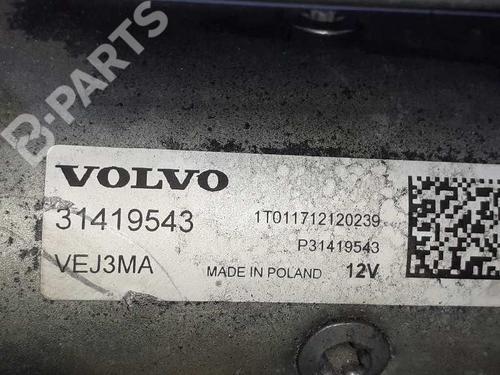 B-PARTS
VOLVO
31419543 1T011712120239
P31419543
VEJ3MA MADE IN POLAND 12V